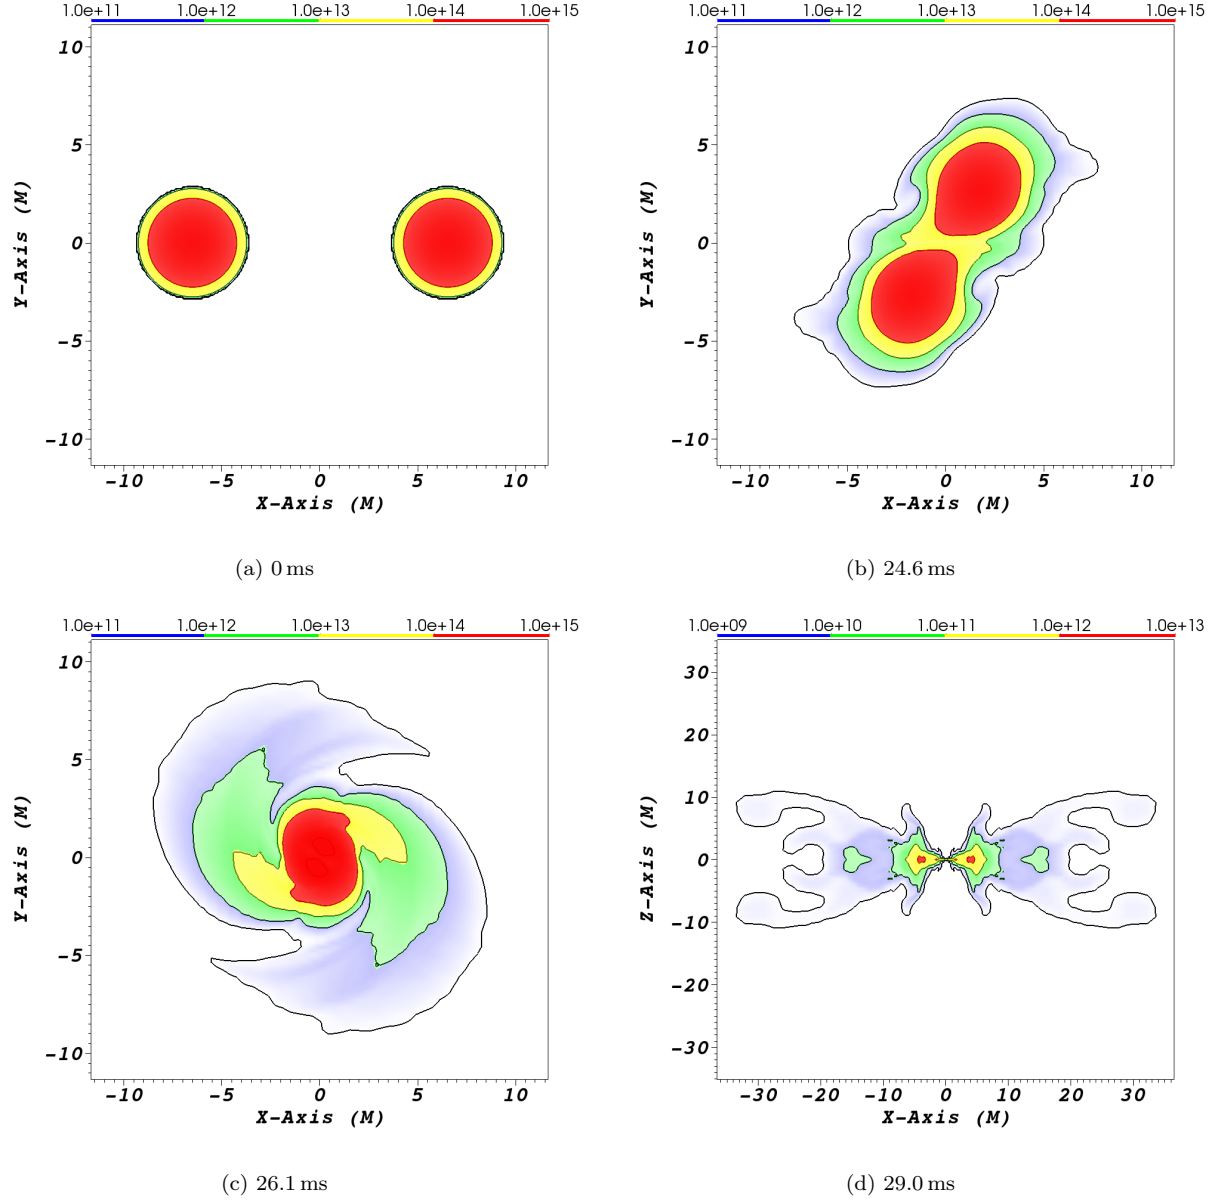 1.0e+11 1.0e+12 1.0e+13 1.0e+14 1.0e+15
10
5
0
-5
-10
Y-Axis (M)
-10 -5 0 5 10
X-Axis (M)
(a) 0 ms
1.0e+11 1.0e+12 1.0e+13 1.0e+14 1.0e+15
10
5
0
-5
-10
Y-Axis (M)
-10 -5 0 5 10
X-Axis (M)
(b) 24.6 ms
1.0e+11 1.0e+12 1.0e+13 1.0e+14 1.0e+15
10
5
0
-5
-10
Y-Axis (M)
-10 -5 0 5 10
X-Axis (M)
(c) 26.1 ms
1.0e+09 1.0e+10 1.0e+11 1.0e+12 1.0e+13
30
20
10
0
-10
-20
-30
Z-Axis (M)
-30 -20 -10 0 10 20 30
X-Axis (M)
(d) 29.0 ms